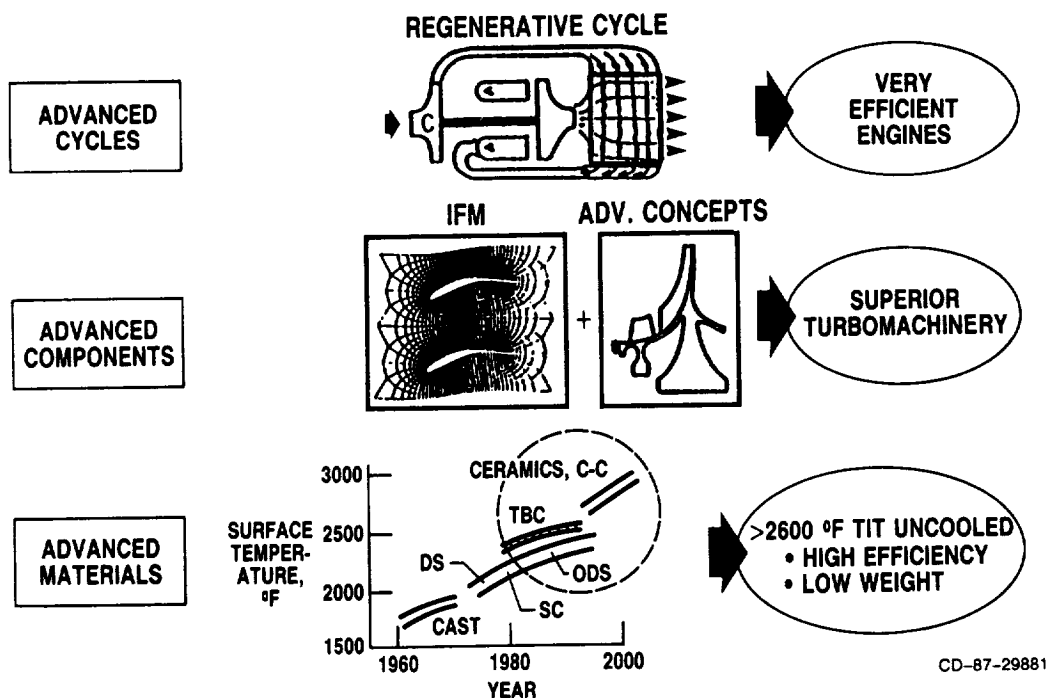 REGENERATIVE CYCLE
ADVANCED
CYCLES
C
VERY
EFFICIENT
ENGINES
IFM
ADV. CONCEPTS
ADVANCED
COMPONENTS
+
SUPERIOR
TURBOMACHINERY
ADVANCED
MATERIALS
SURFACE
TEMPER-
ATURE,
ºF
3000
2500
2000
1500
CERAMICS, C-C
TBC
DS
ODS
SC
CAST
1960
1980
2000
YEAR
>2600 ºF TIT UNCOOLED
• HIGH EFFICIENCY
• LOW WEIGHT
CD-87-29881